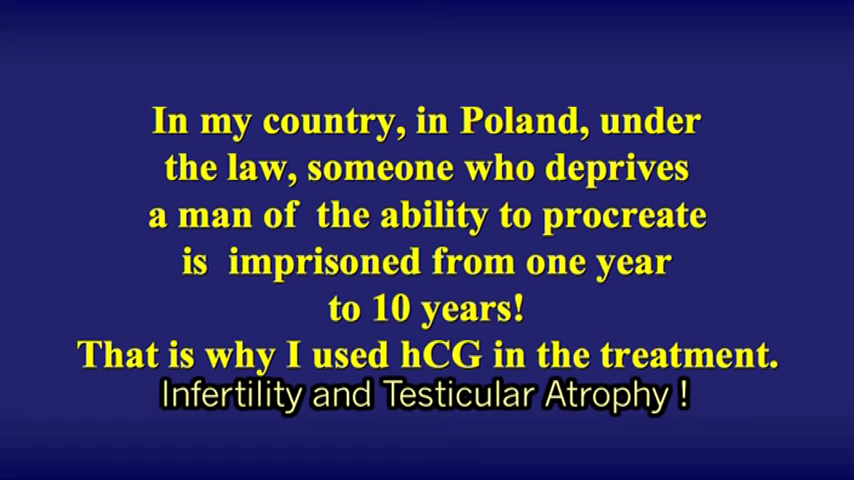 In my country, in Poland, under
the law, someone who deprives
a man of the ability to procreate
is imprisoned from one year
to 10 years!
That is why I used hCG in the treatment.
Infertility and Testicular Atrophy !